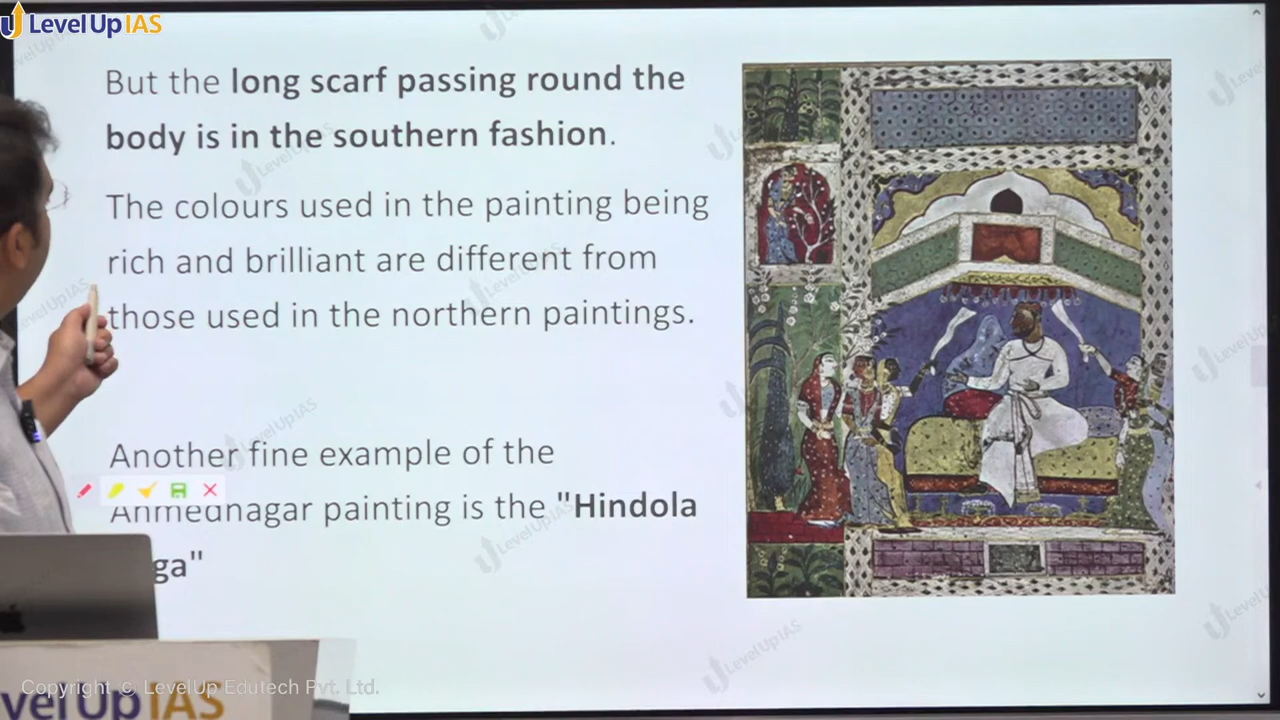 LevelUp IAS
But the long scarf passing round the
body is in the southern fashion.
The colours used in the painting being
rich and brilliant are different from
those used in the northern paintings.
Another fine example of the
Ahmednagar painting is the "Hindola
ga"
Copyright © LevelUp Edutech Pvt. Ltd.
velUp IAS